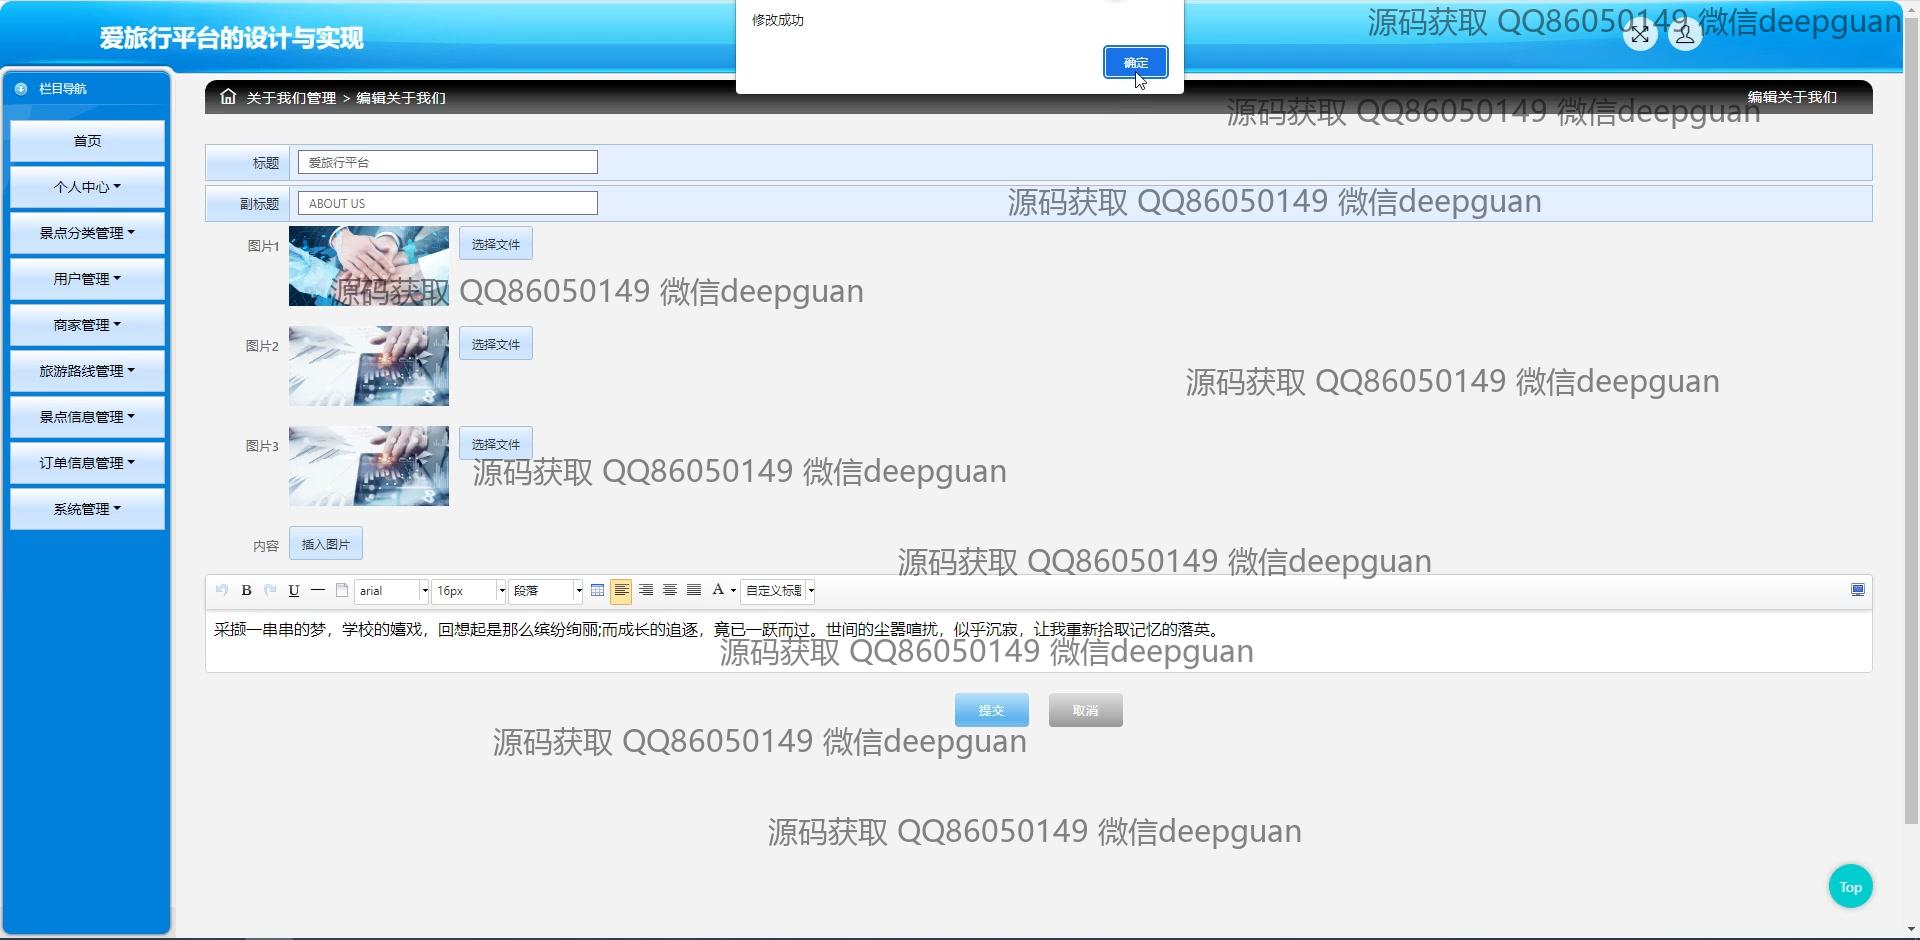 修改成功
确定
爱旅行平台的设计与实现
源码获取 QQ86050149 微信deepguan
栏目导航
首页
个人中心
景点分类管理
用户管理
商家管理
旅游路线管理
景点信息管理
订单信息管理
系统管理
关于我们管理 > 编辑关于我们
编辑关于我们
源码获取 QQ86050149 微信deepguan
标题 爱旅行平台
副标题 ABOUT US
源码获取 QQ86050149 微信deepguan
图片1 选择文件
源码获取 QQ86050149 微信deepguan
图片2 选择文件
源码获取 QQ86050149 微信deepguan
图片3 选择文件
源码获取 QQ86050149 微信deepguan
内容 插入图片
源码获取 QQ86050149 微信deepguan
B U arial 16px 段落 A 自定义标题
采撷一串串的梦，学校的嬉戏，回想起是那么缤纷绚丽;而成长的追逐，竟已一跃而过。世间的尘嚣喧扰，似乎沉寂，让我重新拾取记忆的落英。
源码获取 QQ86050149 微信deepguan
提交 取消
源码获取 QQ86050149 微信deepguan
源码获取 QQ86050149 微信deepguan
Top